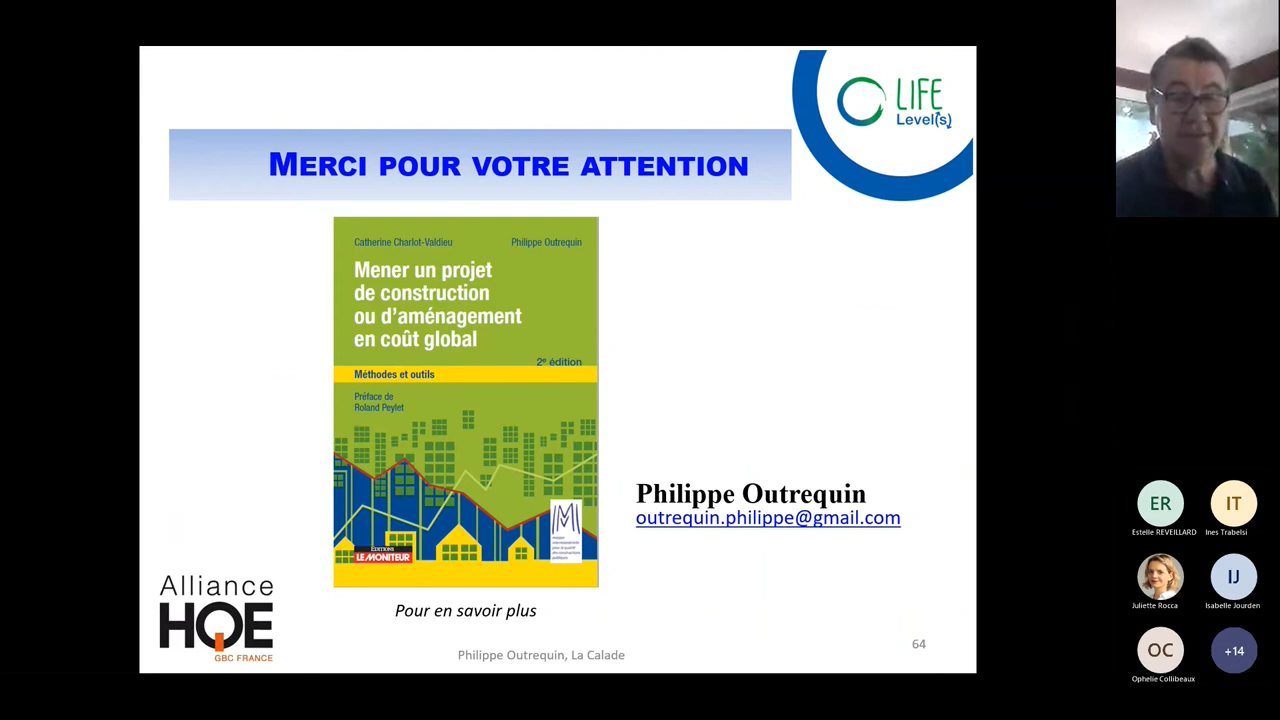 LIFE
Level(s)
MERCI POUR VOTRE ATTENTION
Catherine Charlot-Valdieu Philippe Outrequin
Mener un projet
de construction
ou d'aménagement
en coût global
2e édition
Méthodes et outils
Préface de
Roland Peylet
EDITIONS
LE MONITEUR
Pour en savoir plus
Philippe Outrequin
outrequin.philippe@gmail.com
Alliance
HQE
GBC FRANCE
Philippe Outrequin, La Calade
64
ER
Estelle REVEILLARD
IT
Ines Trabelsi
Juliette Rocca
IJ
Isabelle Jourden
OC
Ophelie Collibeaux
+14